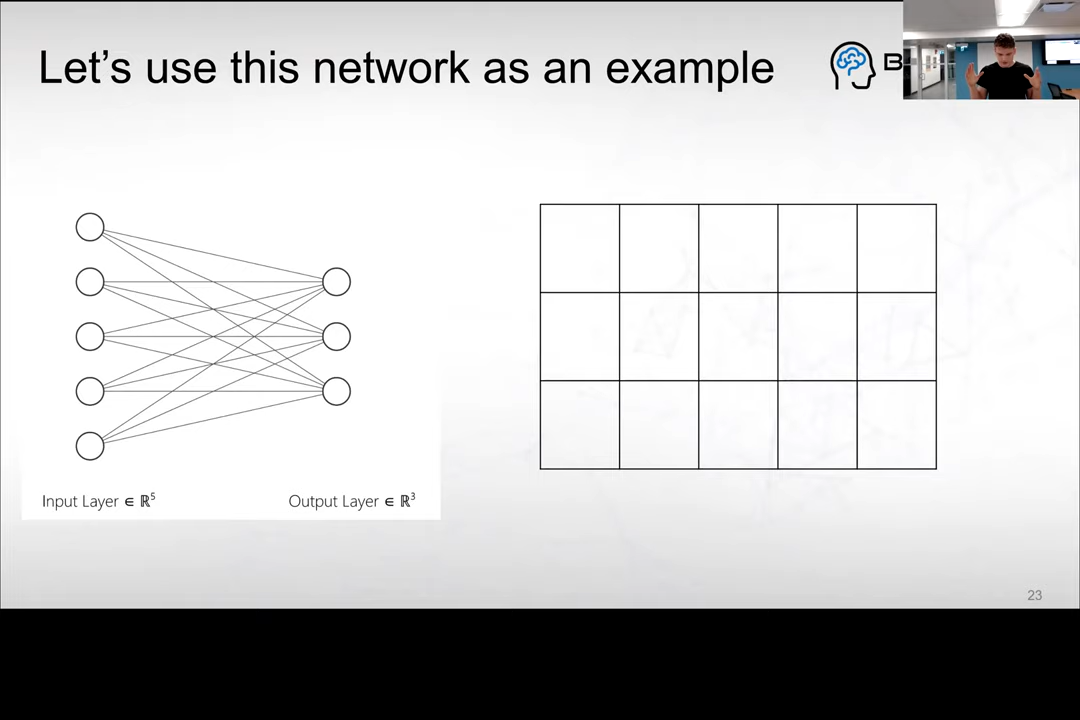 Let's use this network as an example
Input Layer ∈ ℝ⁵
Output Layer ∈ ℝ³
23